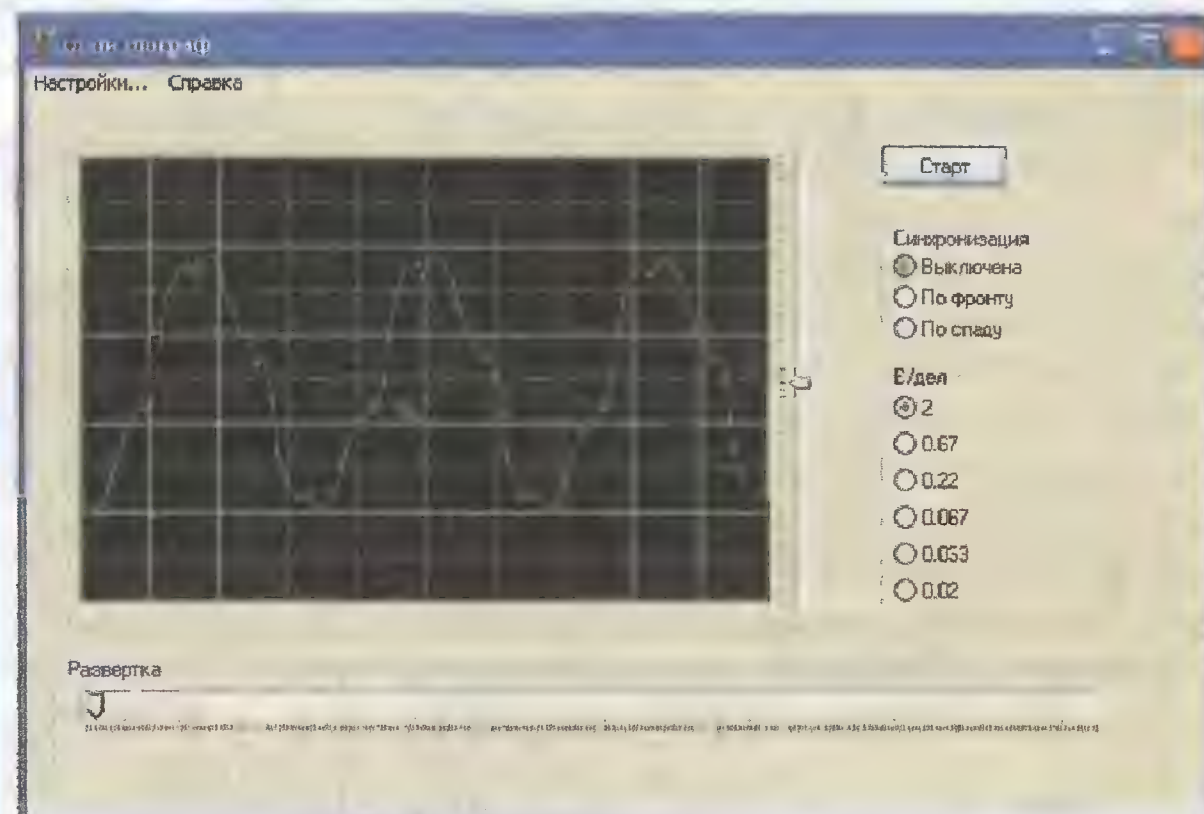 Настройки... Справка
Старт
Синхронизация
Выключена
По фронту
По спаду
В/дел
2
0.67
0.22
0.067
0.053
0.02
Развертка